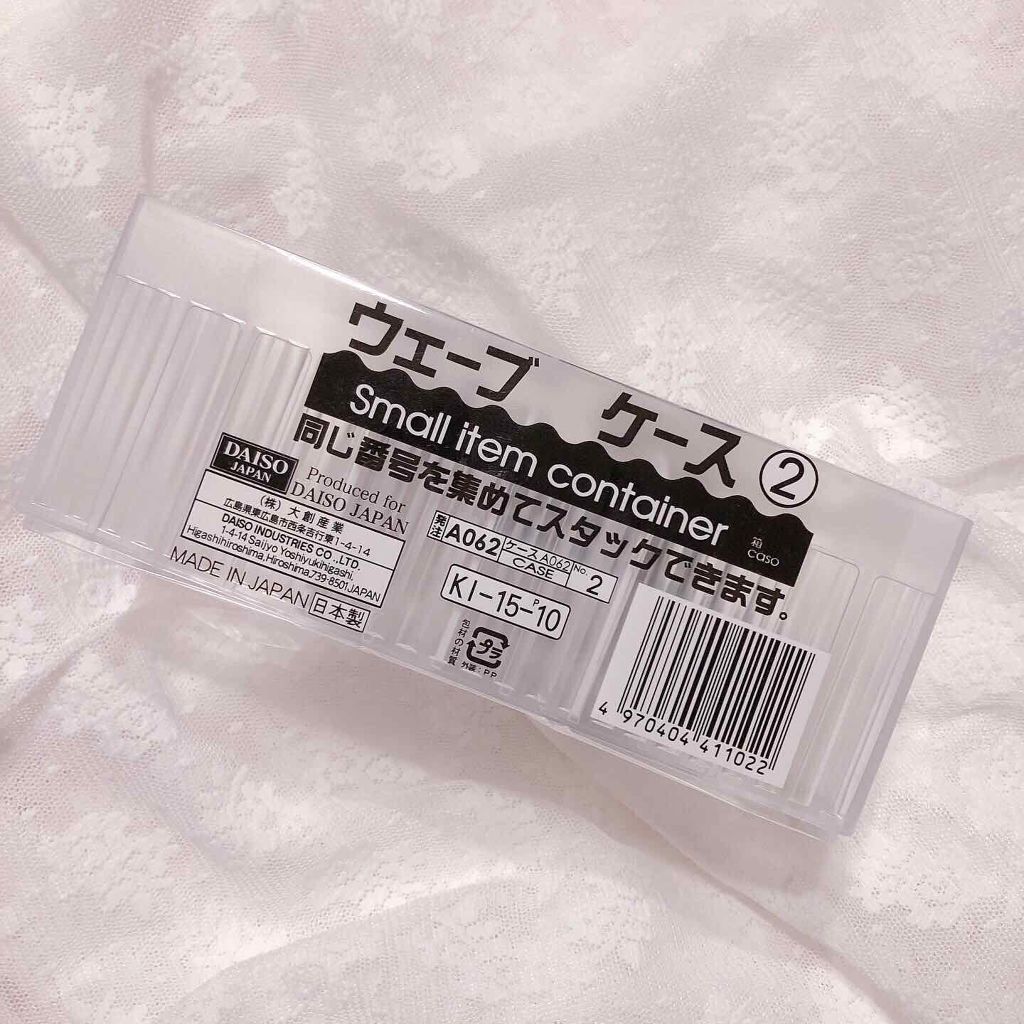 ウエーブ ケース ②
Small item container
箱 caso
同じ番号を集めてスタックできます。
DAISO
JAPAN
Produced for
DAISO JAPAN
(株) 大創産業
広島県東広島市西条吉行東1-4-14
DAISO INDUSTRIES CO.,LTD.
1-4-14 Saijyo Yoshiyukihigashi,
Higashihiroshima, Hiroshima,739-8501JAPAN
MADE IN JAPAN 日本製
発注 A062
ケース A062
CASE
No. 2
KI-15-P10
包材の材質
プラ
外装:PP
4 970404 411022